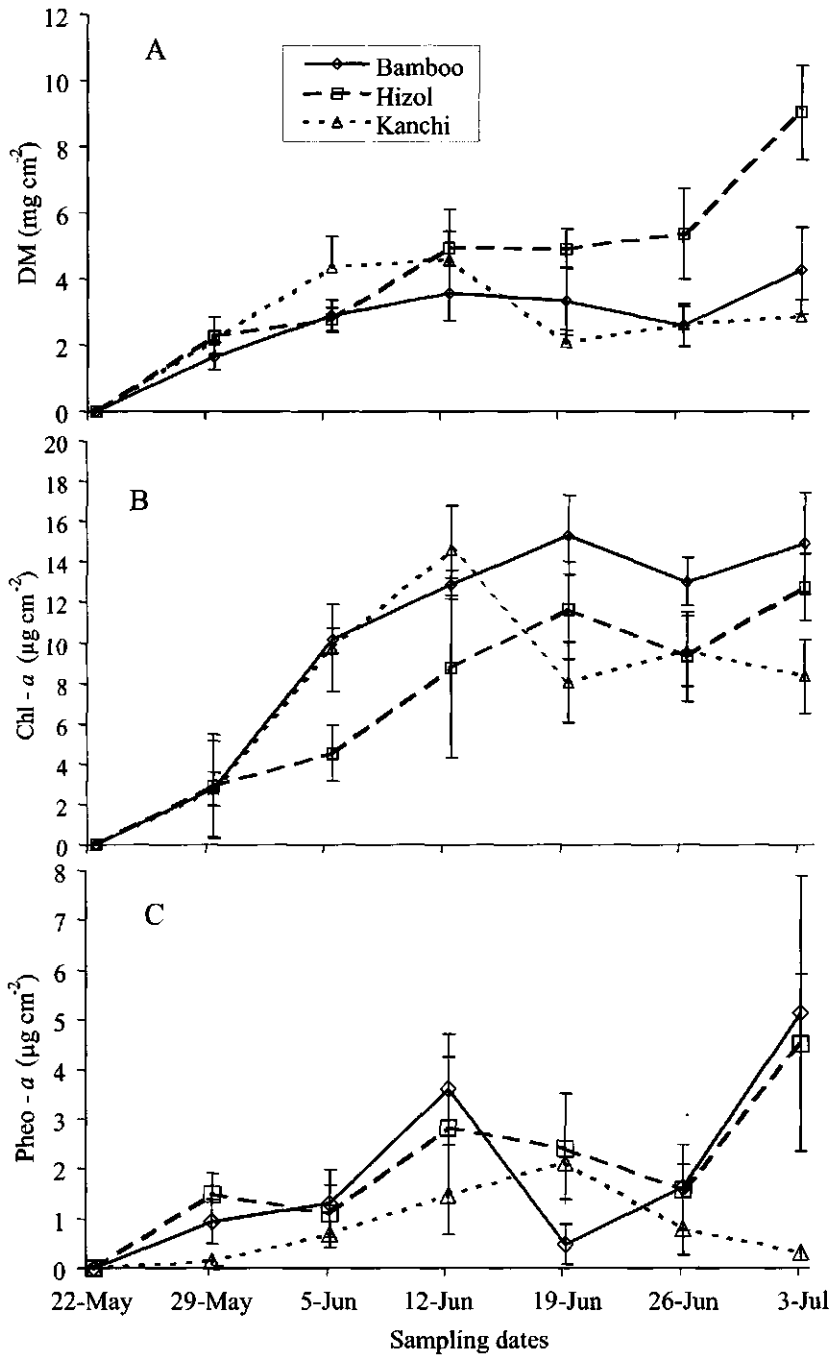 A
Bamboo
Hizol
Kanchi
12
10
8
6
4
2
0
DM (mg cm⁻²)
B
20
18
16
14
12
10
8
6
4
2
0
Chl - a (µg cm⁻²)
C
8
7
6
5
4
3
2
1
0
Pheo - a (µg cm⁻²)
22-May 29-May 5-Jun 12-Jun 19-Jun 26-Jun 3-Jul
Sampling dates